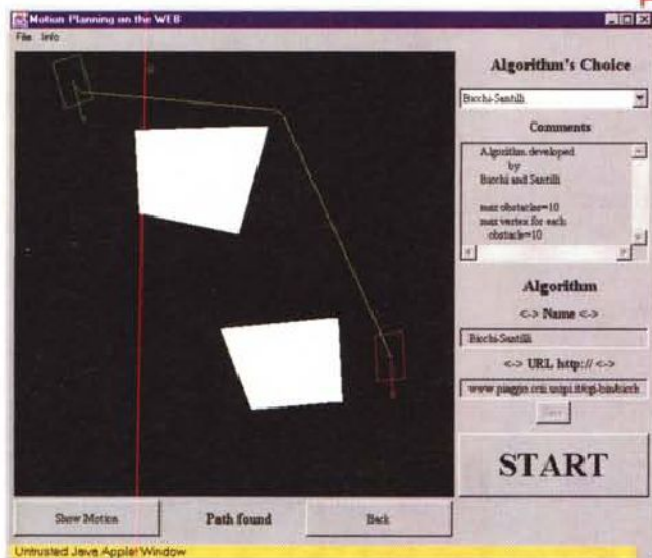 Motion Planning on the WEB
File Info
Algorithm's Choice
Bicchi-Santilli
Comments
Algorithm developed
by
Bicchi and Santilli
max obstacles=10
max vertex for each
obstacle=10
Algorithm
<-> Name <->
Bicchi-Santilli
<-> URL http:// <->
Save
START
Show Motion
Path found
Back
Untrusted Java Applet Window